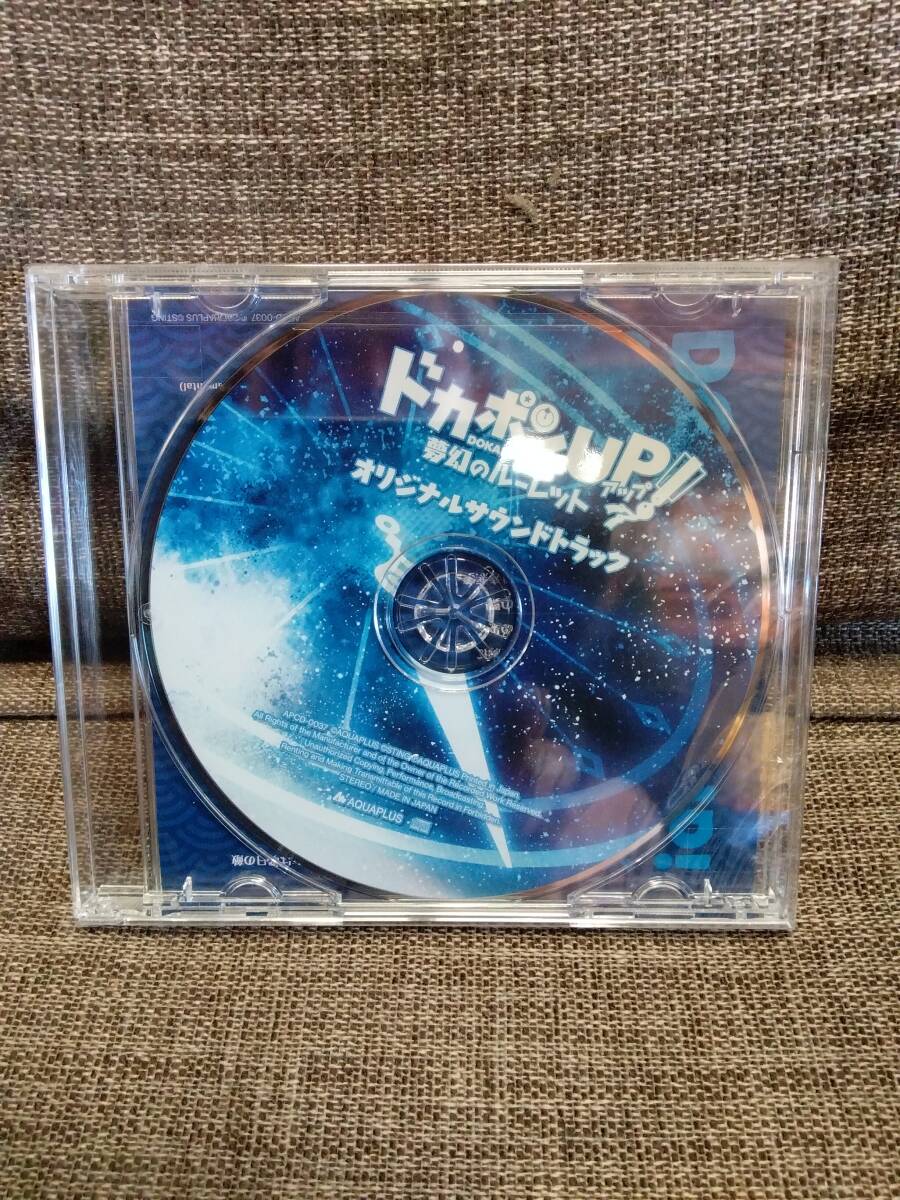 ドカポンUP!
アップ
DOKA
夢幻のルーレット
オリジナルサウンドトラック
APCD-0037 ©AQUAPLUS ©STING/©AQUAPLUS Printed in Japan.
All Rights of the Manufacturer and of the Owner of the Recorded Work Reserved.
Unauthorized Copying, Performance, Broadcasting,
Renting and Making Transmittable of this Record in Forbidden.
STEREO / MADE IN JAPAN
AQUAPLUS